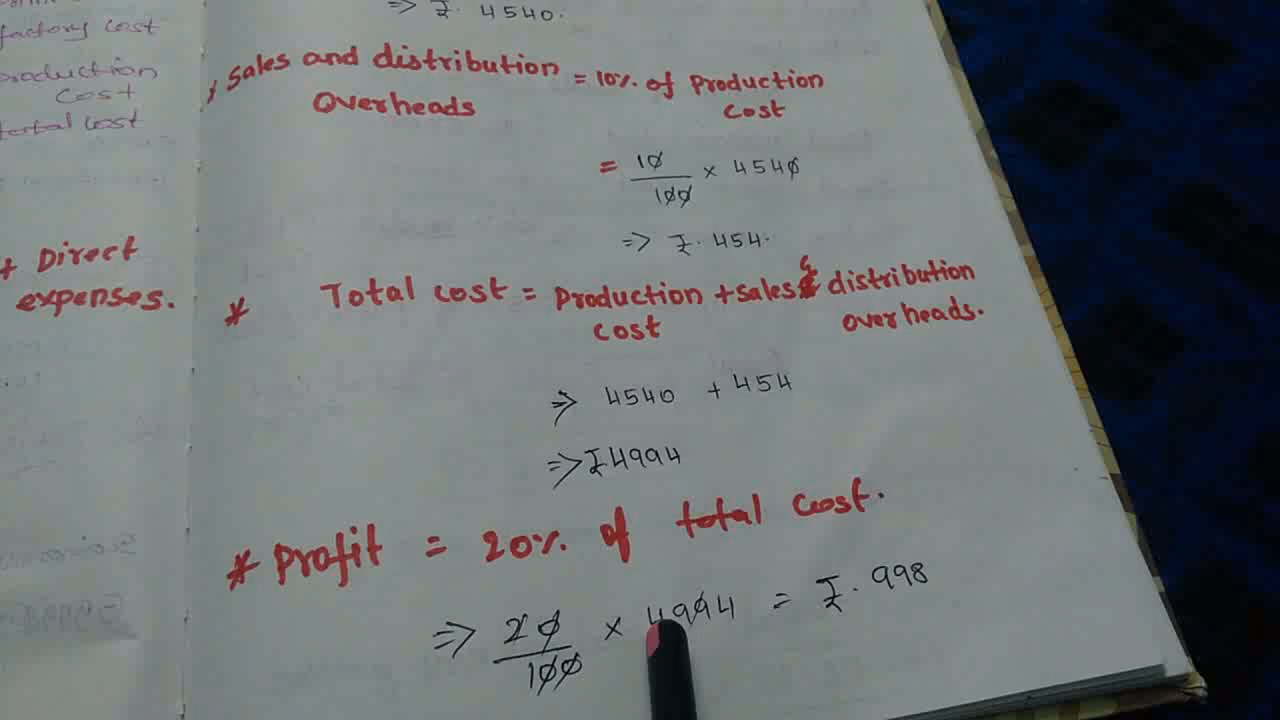 factory cost
production
cost
total cost
+ Direct
expenses.
=> ₹. 4540.
* Sales and distribution = 10% of Production
Overheads cost
= 10/100 × 4540
=> ₹. 454.
* Total cost = Production + Sales & distribution
cost overheads.
=> 4540 + 454
=> ₹4994
* Profit = 20% of total cost.
=> 20/100 × 4994 = ₹. 998